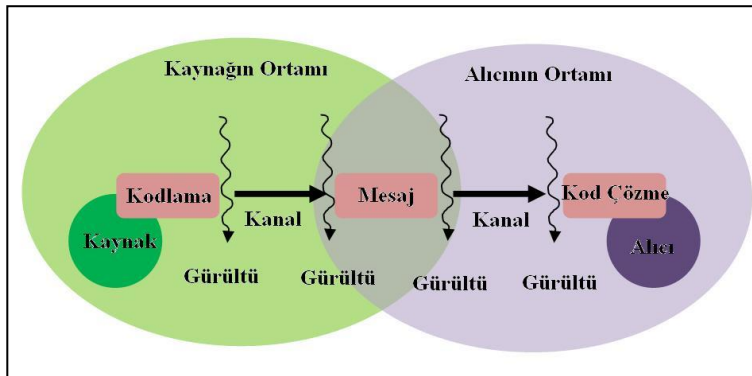 Kaynağın Ortamı
Alıcının Ortamı
Kodlama
Mesaj
Kod Çözme
Kanal
Kanal
Kaynak
Alıcı
Gürültü
Gürültü
Gürültü
Gürültü